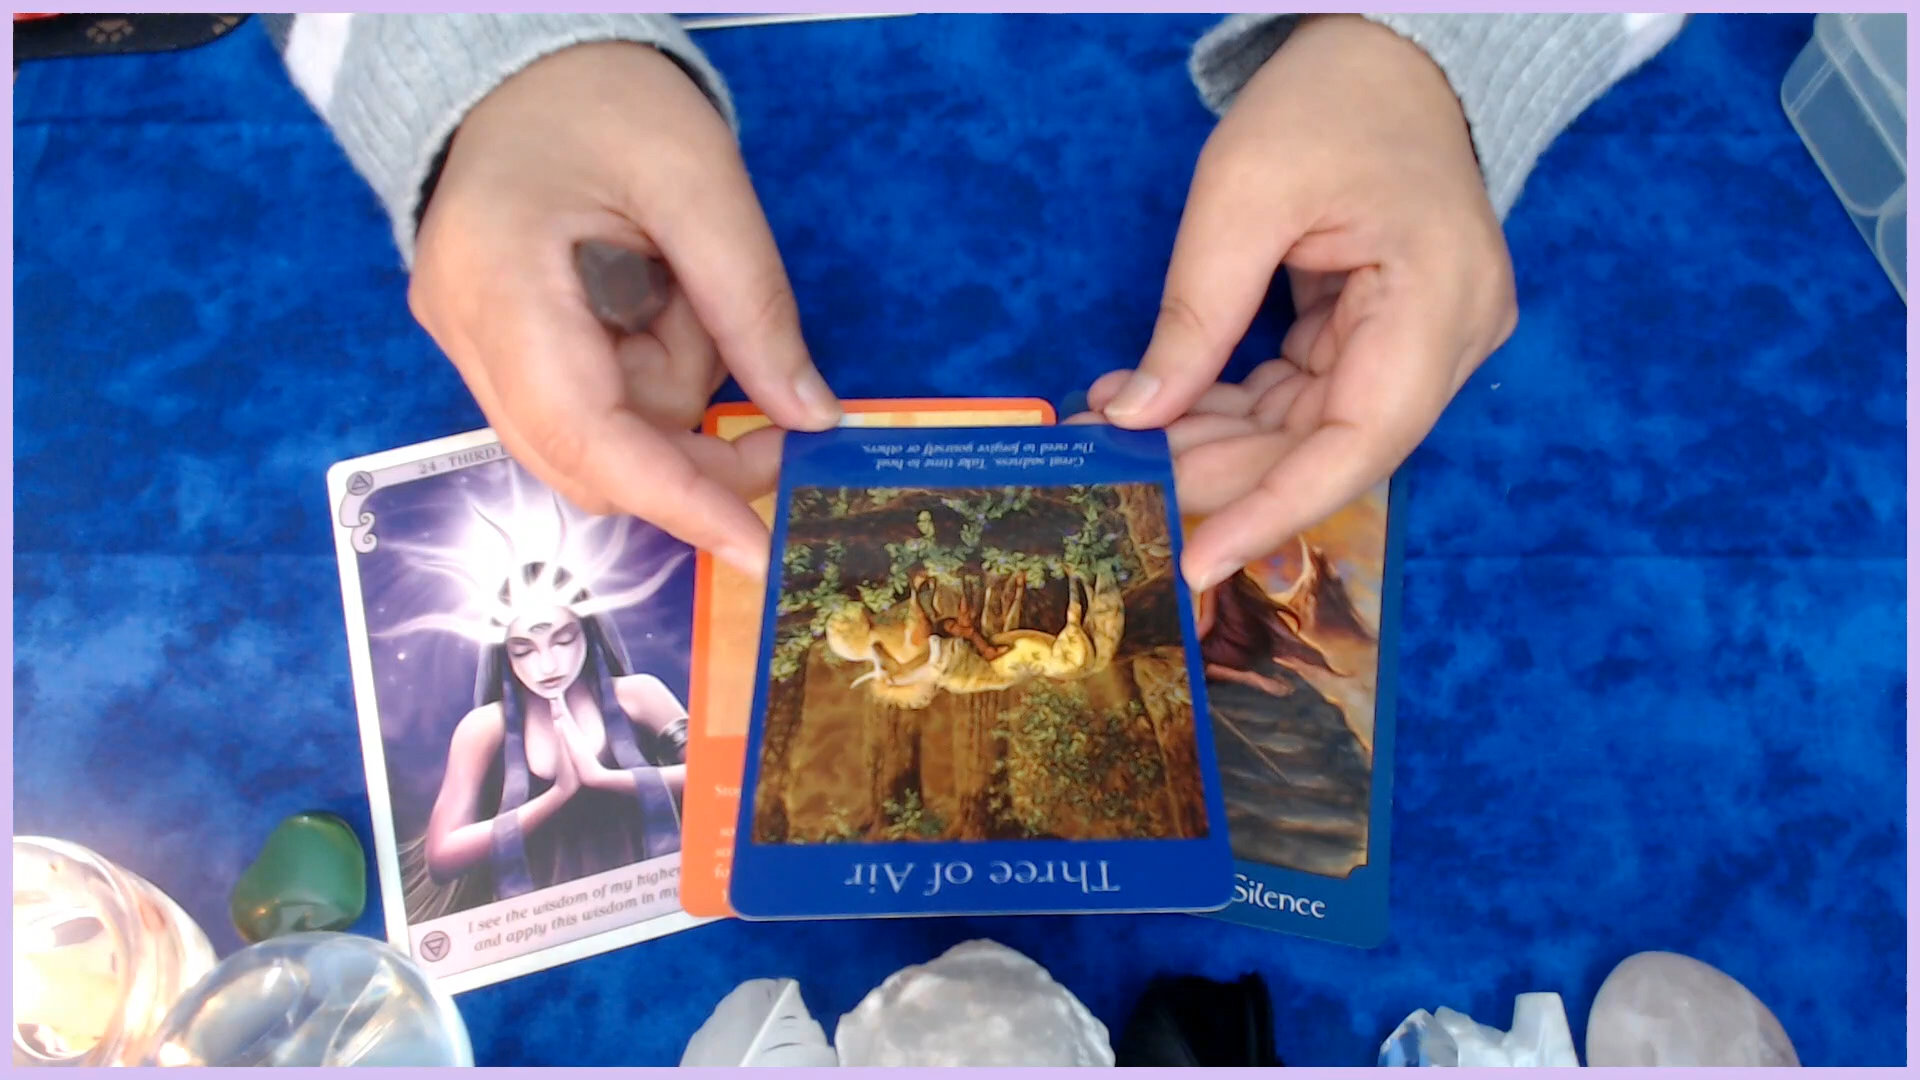 24 · THIRD
I see the wisdom of my higher
and apply this wisdom in my
Three of Air
Great sadness. Take time to heal.
The need to forgive yourself or others.
Silence